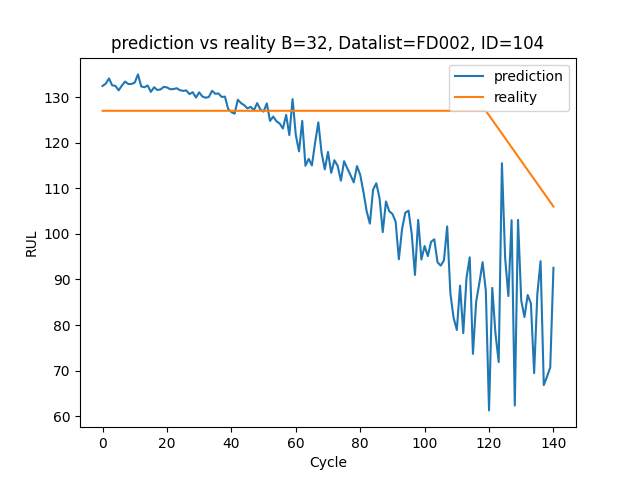 prediction vs reality B=32, Datalist=FD002, ID=104
prediction
reality
RUL
130
120
110
100
90
80
70
60
0 20 40 60 80 100 120 140
Cycle